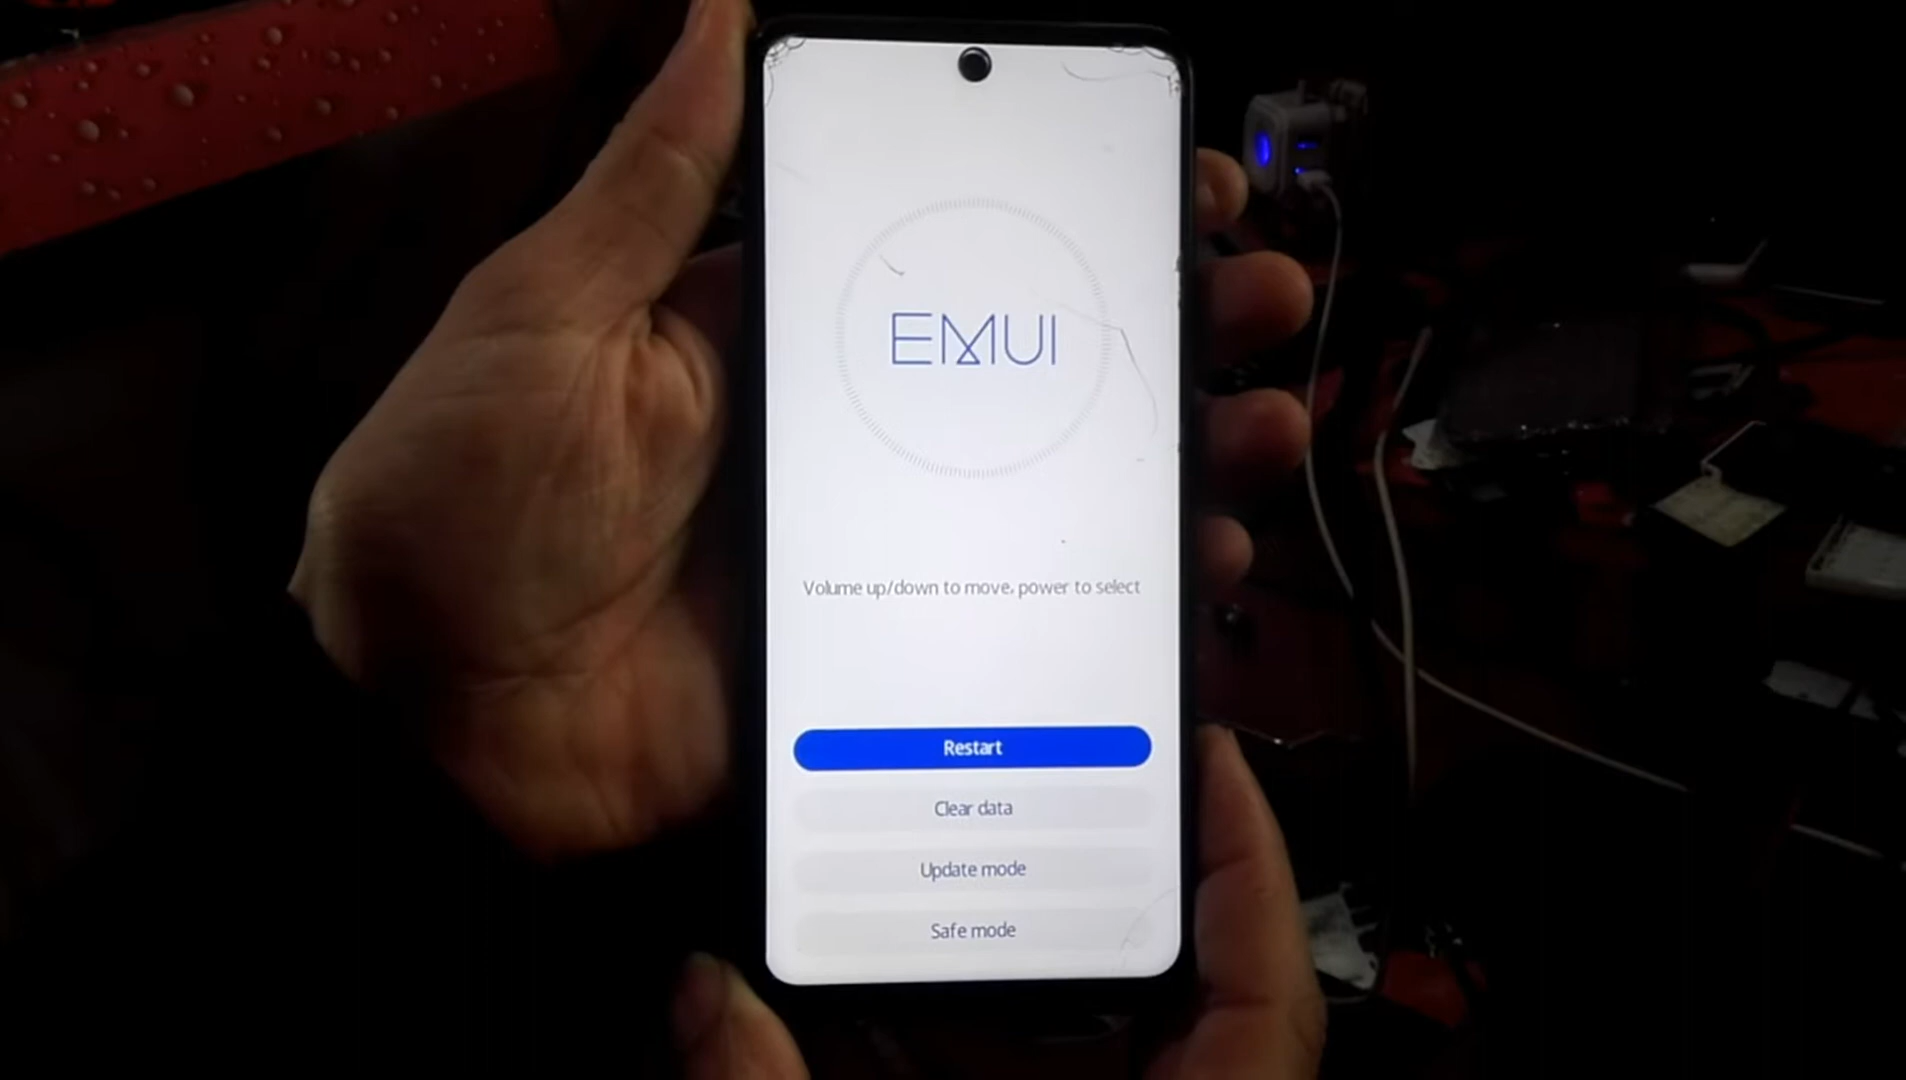 EMUI
Volume up/down to move, power to select
Restart
Clear data
Update mode
Safe mode